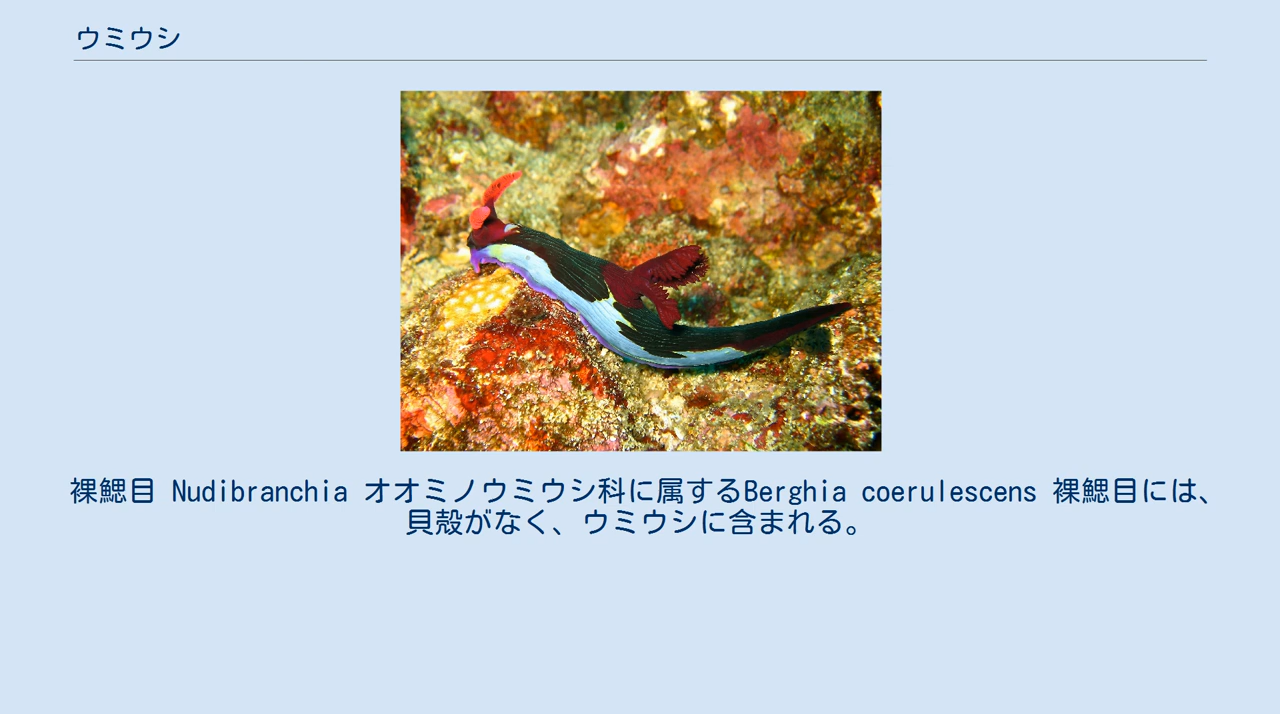 ウミウシ
裸鰓目 Nudibranchia オオミノウミウシ科に属するBerghia coerulescens 裸鰓目には、
貝殻がなく、ウミウシに含まれる。